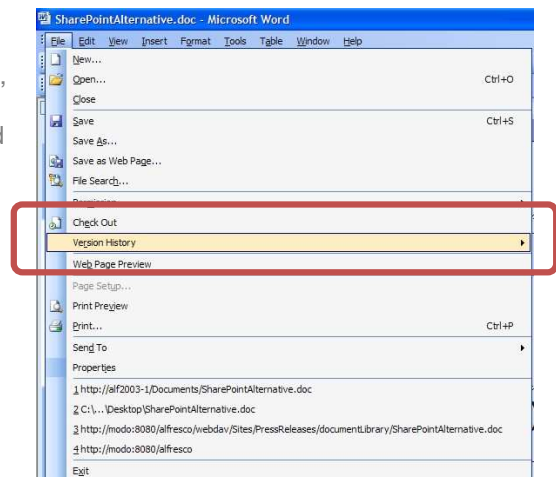 SharePointAlternative.doc - Microsoft Word
File Edit View Insert Format Tools Table Window Help
New...
Open... Ctrl+O
Close
Save Ctrl+S
Save As...
Save as Web Page...
File Search...
Permission
Check Out
Version History
Web Page Preview
Page Setup...
Print Preview
Print... Ctrl+P
Send To
Properties
1 http://alf2003-1/Documents/SharePointAlternative.doc
2 C:\...\Desktop\SharePointAlternative.doc
3 http://modo:8080/alfresco/webdav/Sites/PressReleases/documentLibrary/SharePointAlternative.doc
4 http://modo:8080/alfresco
Exit